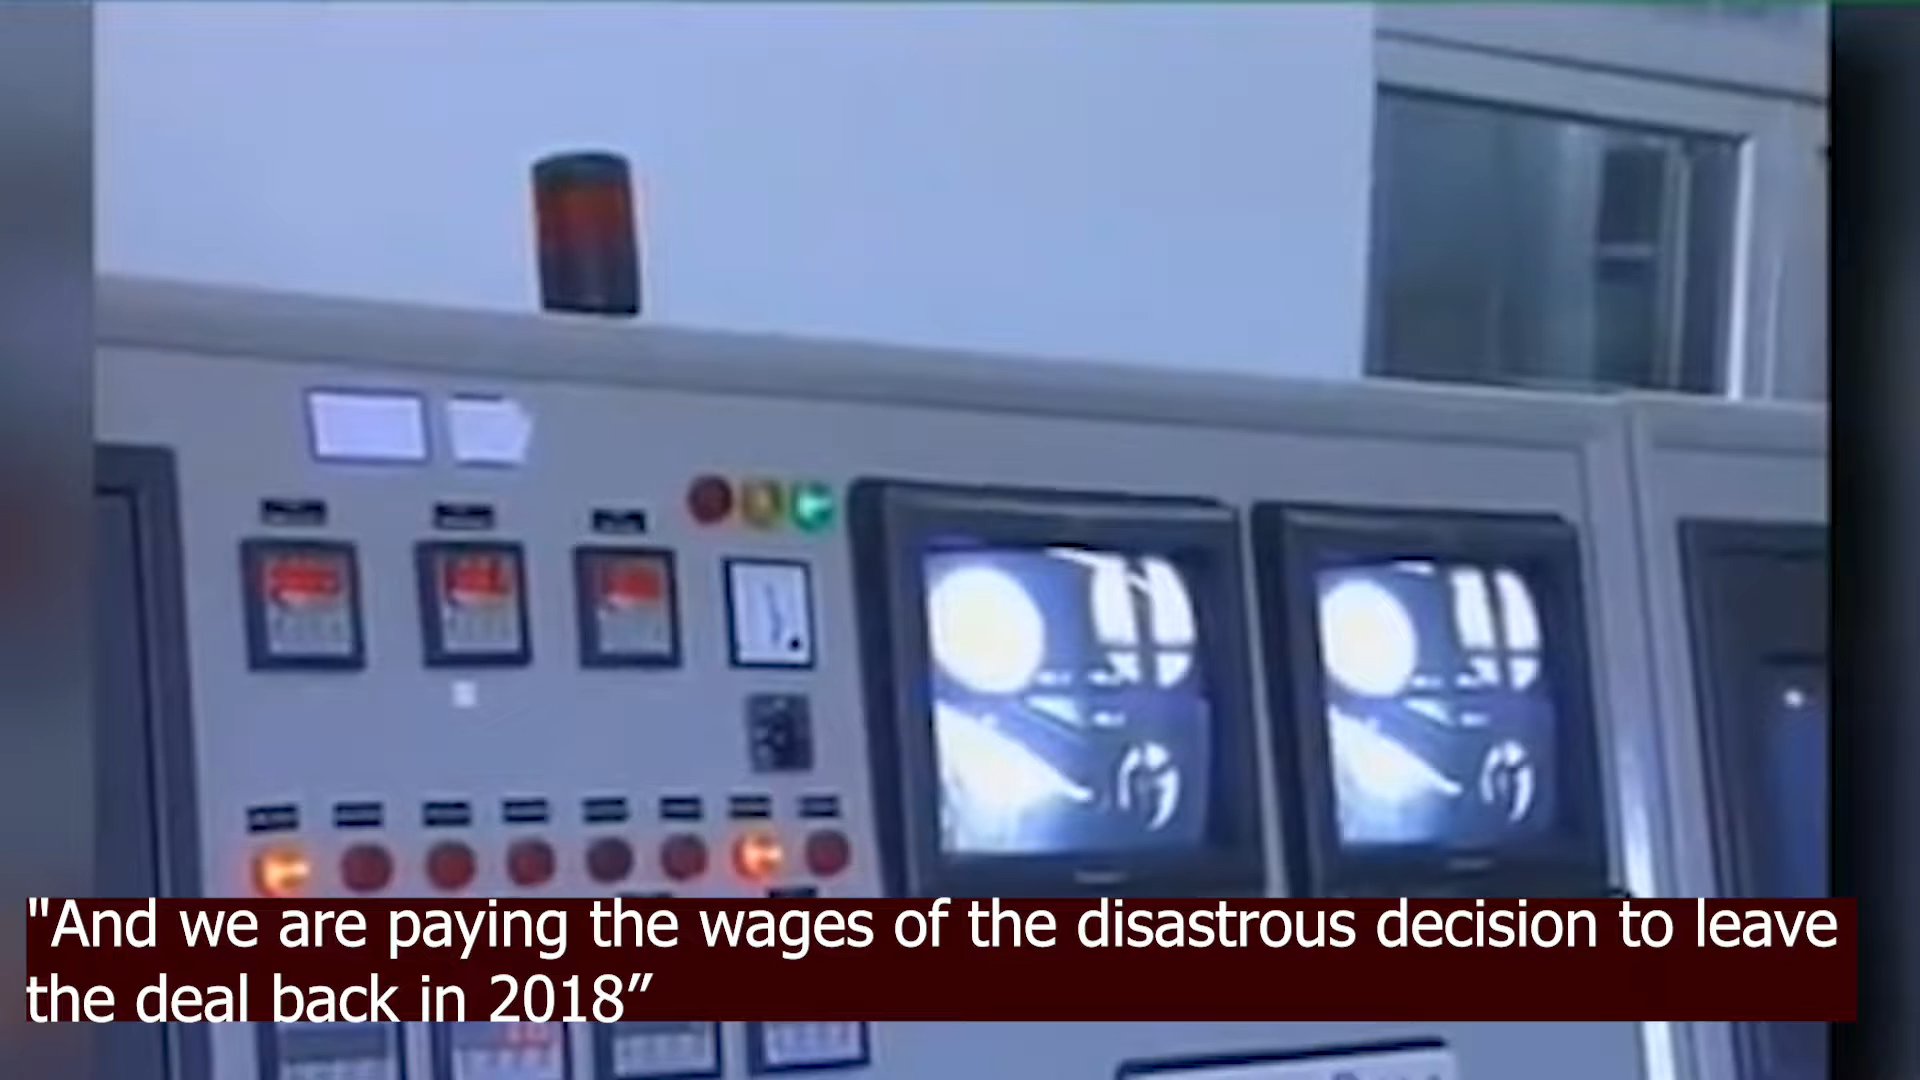 "And we are paying the wages of the disastrous decision to leave
the deal back in 2018”